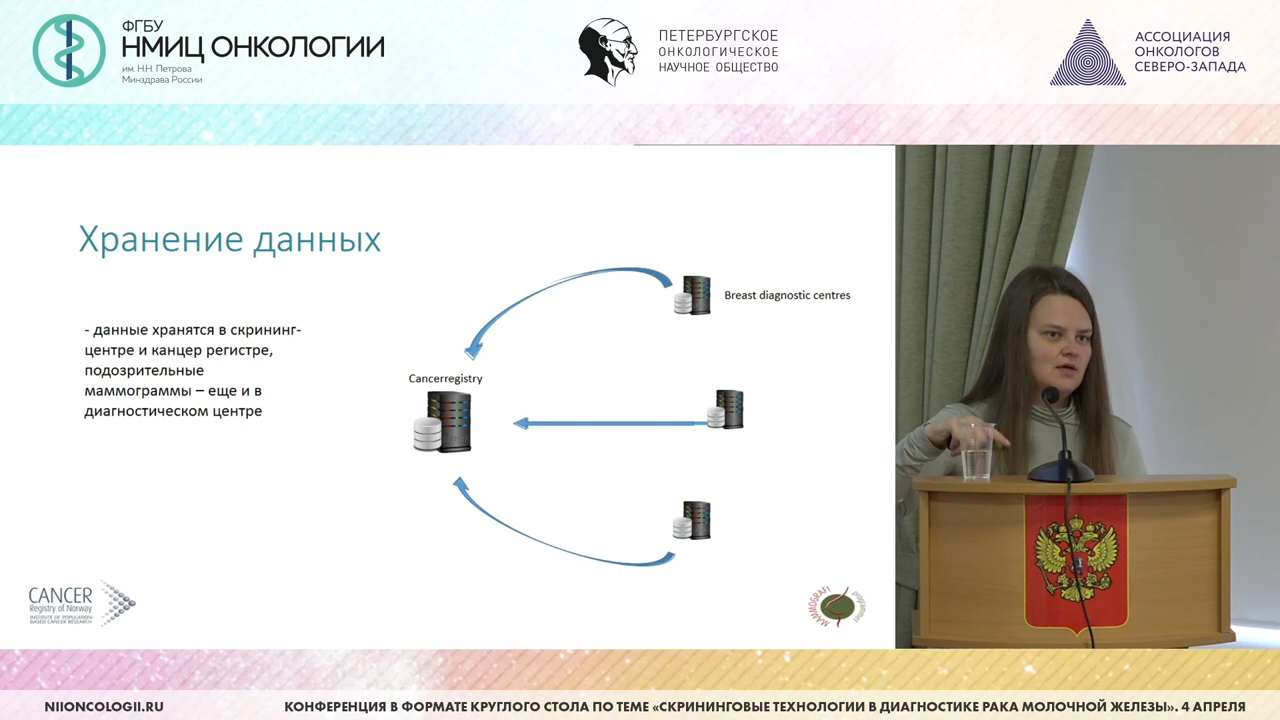 ФГБУ
НМИЦ ОНКОЛОГИИ
им. Н.Н. Петрова
Минздрава России
ПЕТЕРБУРГСКОЕ
ОНКОЛОГИЧЕСКОЕ
НАУЧНОЕ ОБЩЕСТВО
АССОЦИАЦИЯ
ОНКОЛОГОВ
СЕВЕРО-ЗАПАДА
Хранение данных
- данные хранятся в скрининг-
центре и канцер регистре,
подозрительные
маммограммы – еще и в
диагностическом центре
Breast diagnostic centres
Cancerregistry
CANCER
Registry of Norway
INSTITUTE OF POPULATION-
BASED CANCER RESEARCH
MAMMOGRAFI
programmet
NIIONCOLOGII.RU
КОНФЕРЕНЦИЯ В ФОРМАТЕ КРУГЛОГО СТОЛА ПО ТЕМЕ «СКРИНИНГОВЫЕ ТЕХНОЛОГИИ В ДИАГНОСТИКЕ РАКА МОЛОЧНОЙ ЖЕЛЕЗЫ». 4 АПРЕЛЯ